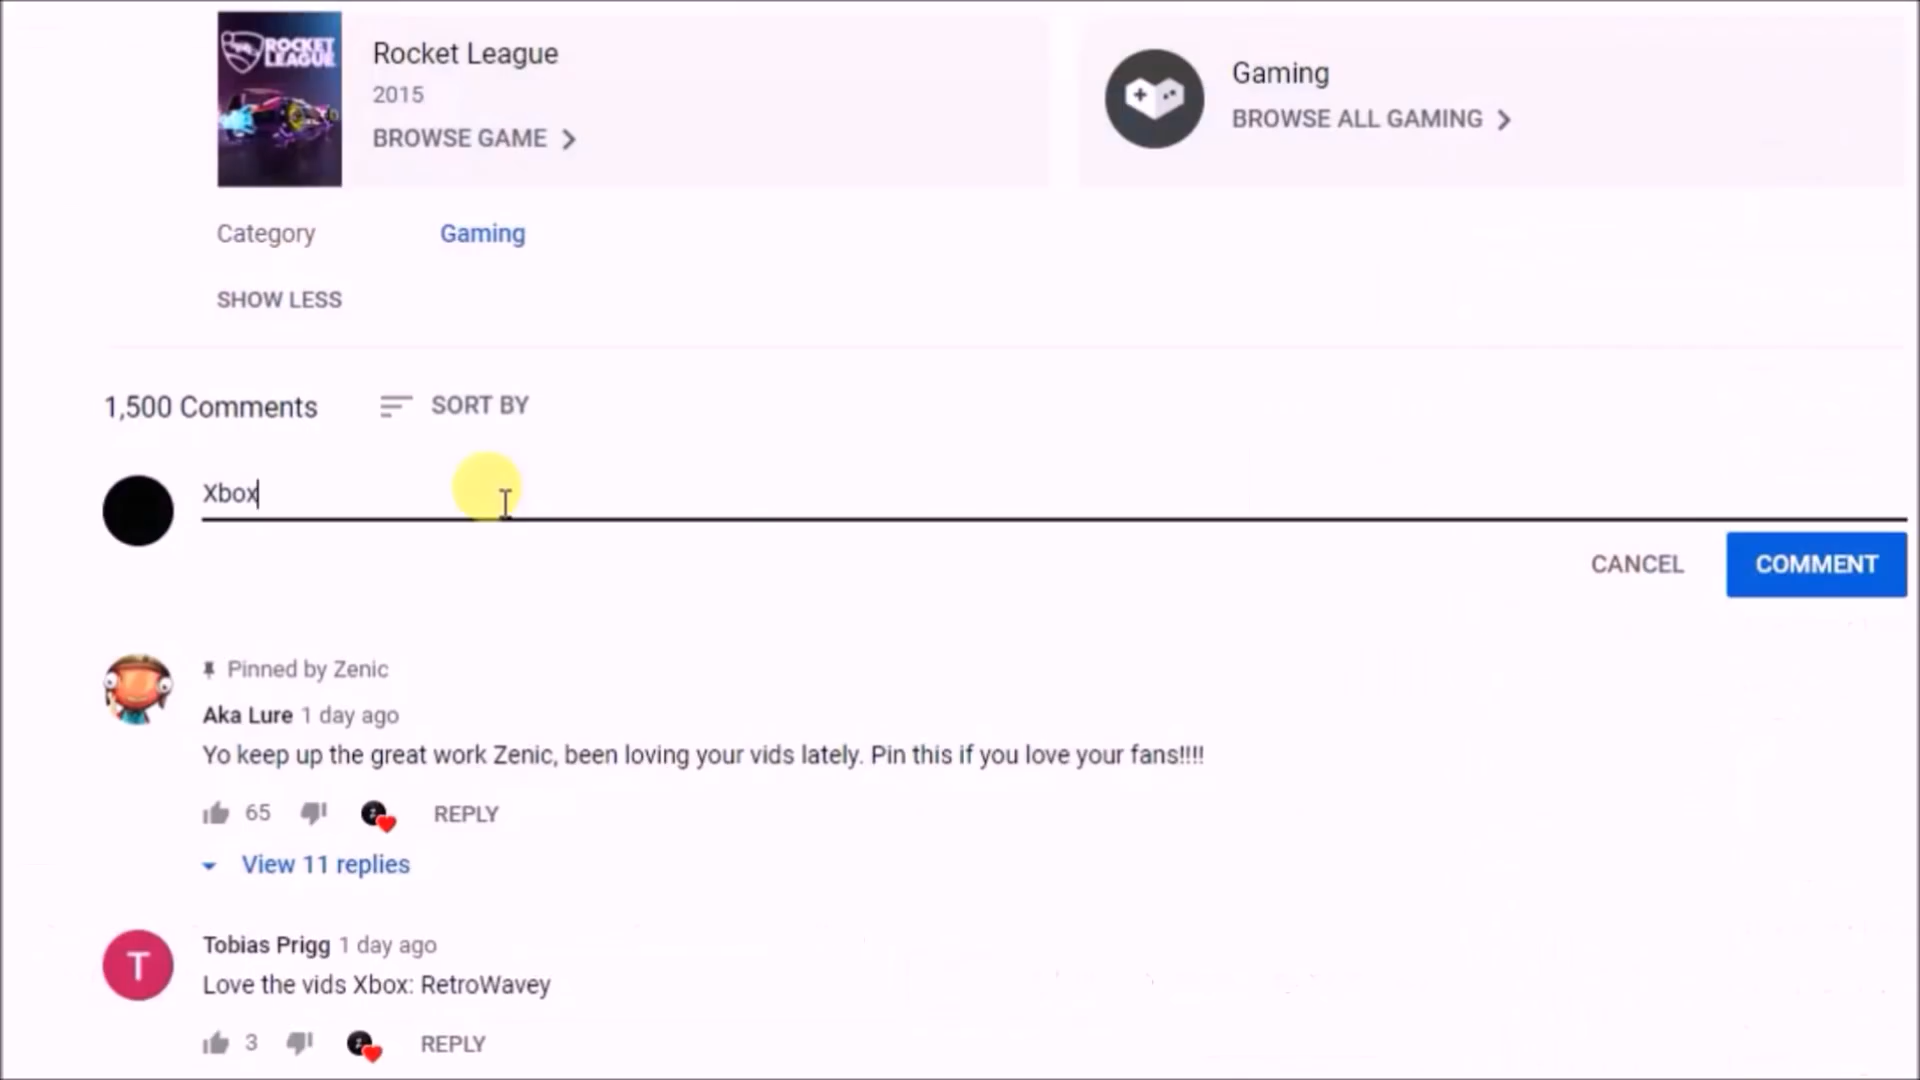 ROCKET
LEAGUE
Rocket League
2015
BROWSE GAME
Gaming
BROWSE ALL GAMING
Category Gaming
SHOW LESS
1,500 Comments SORT BY
Xbox
CANCEL COMMENT
Pinned by Zenic
Aka Lure 1 day ago
Yo keep up the great work Zenic, been loving your vids lately. Pin this if you love your fans!!!!
65 REPLY
View 11 replies
T
Tobias Prigg 1 day ago
Love the vids Xbox: RetroWavey
3 REPLY